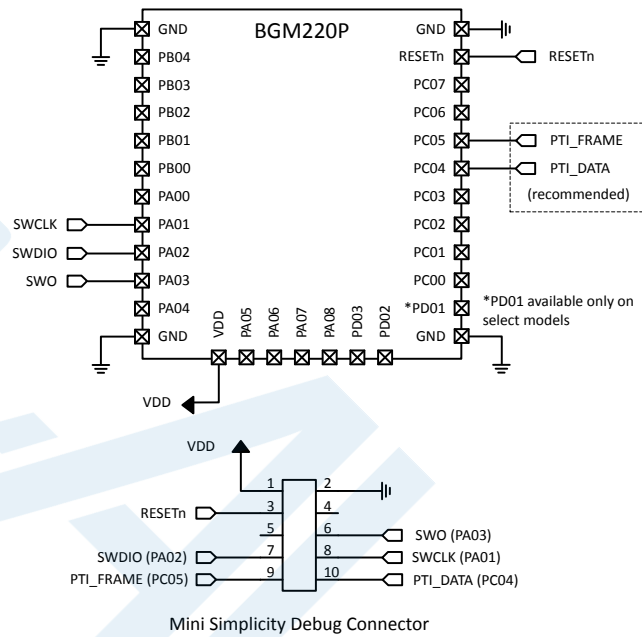 BGM220P
GND
PB04
PB03
PB02
PB01
PB00
PA00
PA01
PA02
PA03
PA04
GND
SWCLK
SWDIO
SWO
GND
RESETn
PC07
PC06
PC05
PC04
PC03
PC02
PC01
PC00
*PD01
GND
RESETn
PTI_FRAME
PTI_DATA
(recommended)
*PD01 available only on
select models
VDD
PA05
PA06
PA07
PA08
PD03
PD02
VDD
VDD
1
2
RESETn
3
4
5
6
SWO (PA03)
SWDIO (PA02)
7
8
SWCLK (PA01)
PTI_FRAME (PC05)
9
10
PTI_DATA (PC04)
Mini Simplicity Debug Connector